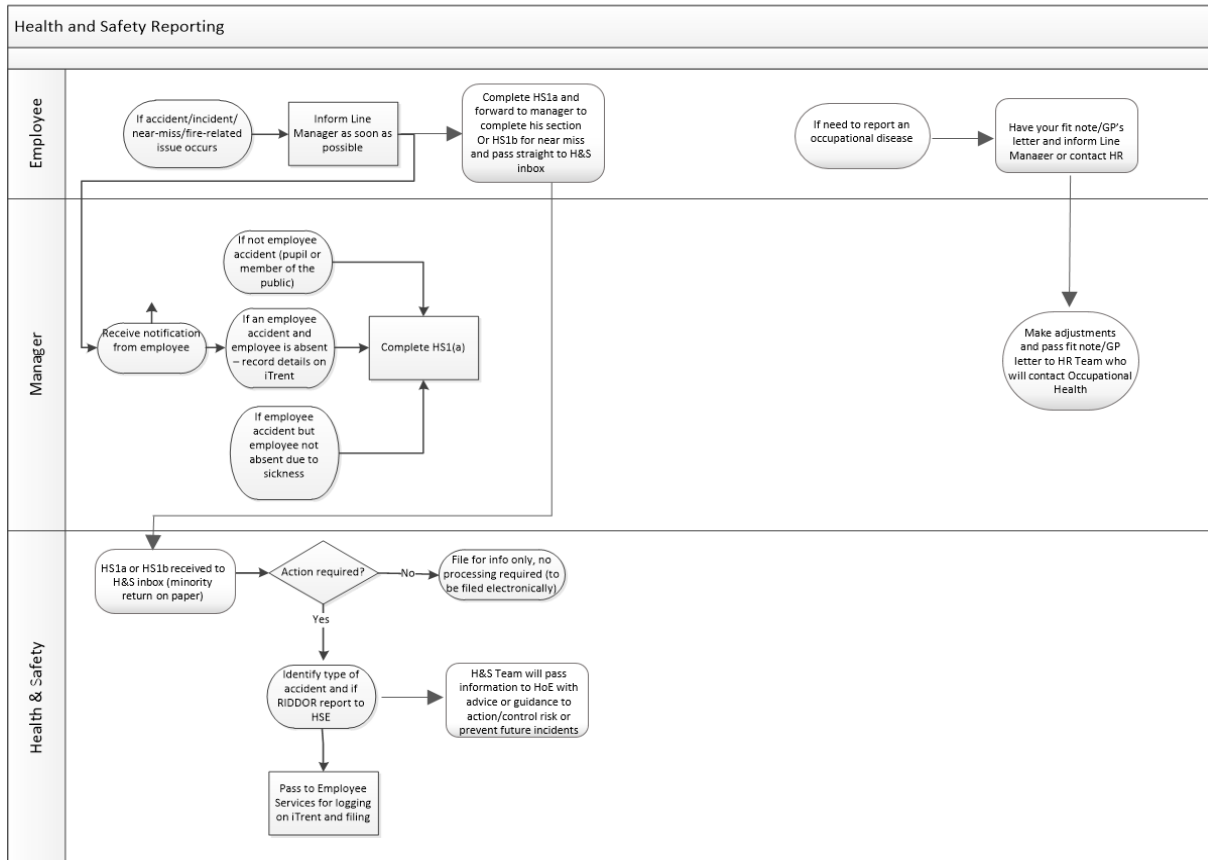 Health and Safety Reporting
Employee
If accident/incident/
near-miss/fire-related
issue occurs
Inform Line
Manager as soon as
possible
Complete HS1a and
forward to manager to
complete his section
Or HS1b for near miss
and pass straight to H&S
inbox
If need to report an
occupational disease
Have your fit note/GP's
letter and inform Line
Manager or contact HR
Manager
If not employee
accident (pupil or
member of the
public)
Receive notification
from employee
If an employee
accident and
employee is absent
– record details on
iTrent
Complete HS1(a)
If employee
accident but
employee not
absent due to
sickness
Make adjustments
and pass fit note/GP
letter to HR Team who
will contact Occupational
Health
Health & Safety
HS1a or HS1b received to
H&S inbox (minority
return on paper)
Action required?
No
File for info only, no
processing required (to
be filed electronically)
Yes
Identify type of
accident and if
RIDDOR report to
HSE
H&S Team will pass
information to HoE with
advice or guidance to
action/control risk or
prevent future incidents
Pass to Employee
Services for logging
on iTrent and filing